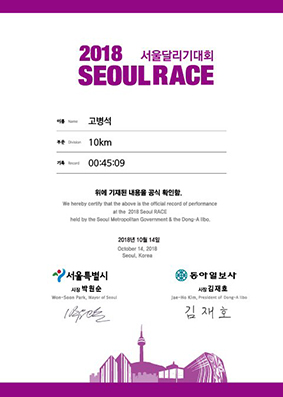 2018 서울달리기대회
SEOUL RACE
이름 Name 고병석
부문 Division 10km
기록 Record 00:45:09
위에 기재된 내용을 공식 확인함.
We hereby certify that the above is the official record of performance
at the 2018 Seoul RACE
held by the Seoul Metropolitan Government & the Dong-A Ilbo.
2018년 10월 14일
October 14, 2018
Seoul, Korea
서울특별시 동아일보사
시장 박원순 사장 김재호
Won-Soon Park, Mayor of Seoul Jae-Ho Kim, President of Dong-A Ilbo
김재호